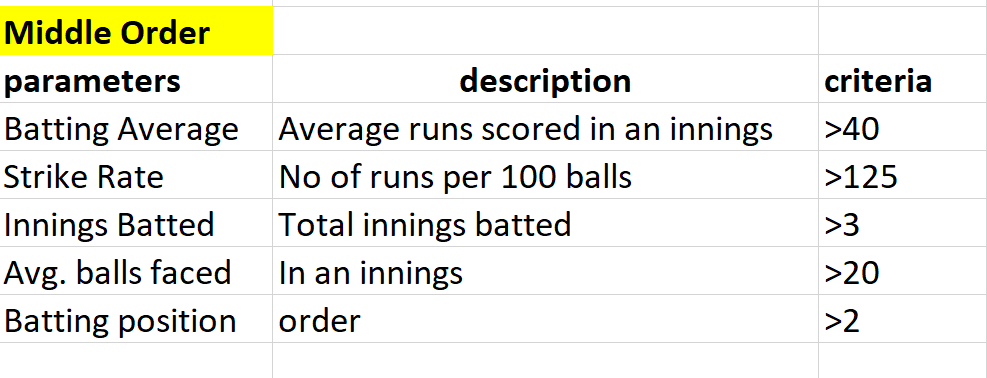 Middle Order
parameters description criteria
Batting Average Average runs scored in an innings >40
Strike Rate No of runs per 100 balls >125
Innings Batted Total innings batted >3
Avg. balls faced In an innings >20
Batting position order >2